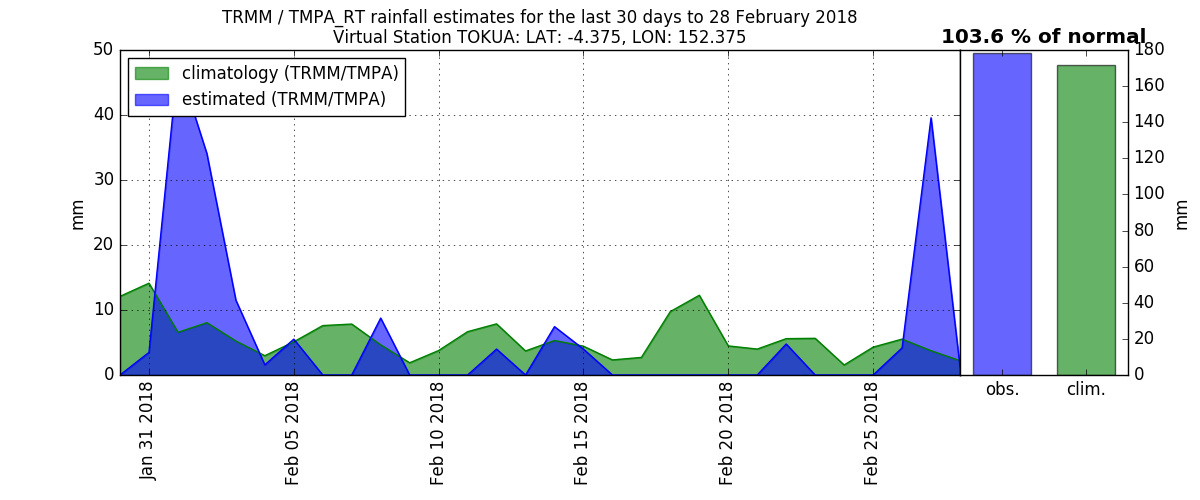 TRMM / TMPA_RT rainfall estimates for the last 30 days to 28 February 2018
Virtual Station TOKUA: LAT: -4.375, LON: 152.375
103.6 % of normal
climatology (TRMM/TMPA)
estimated (TRMM/TMPA)
50
40
30
20
10
0
mm
Jan 31 2018
Feb 05 2018
Feb 10 2018
Feb 15 2018
Feb 20 2018
Feb 25 2018
180
160
140
120
100
80
60
40
20
0
mm
obs.
clim.